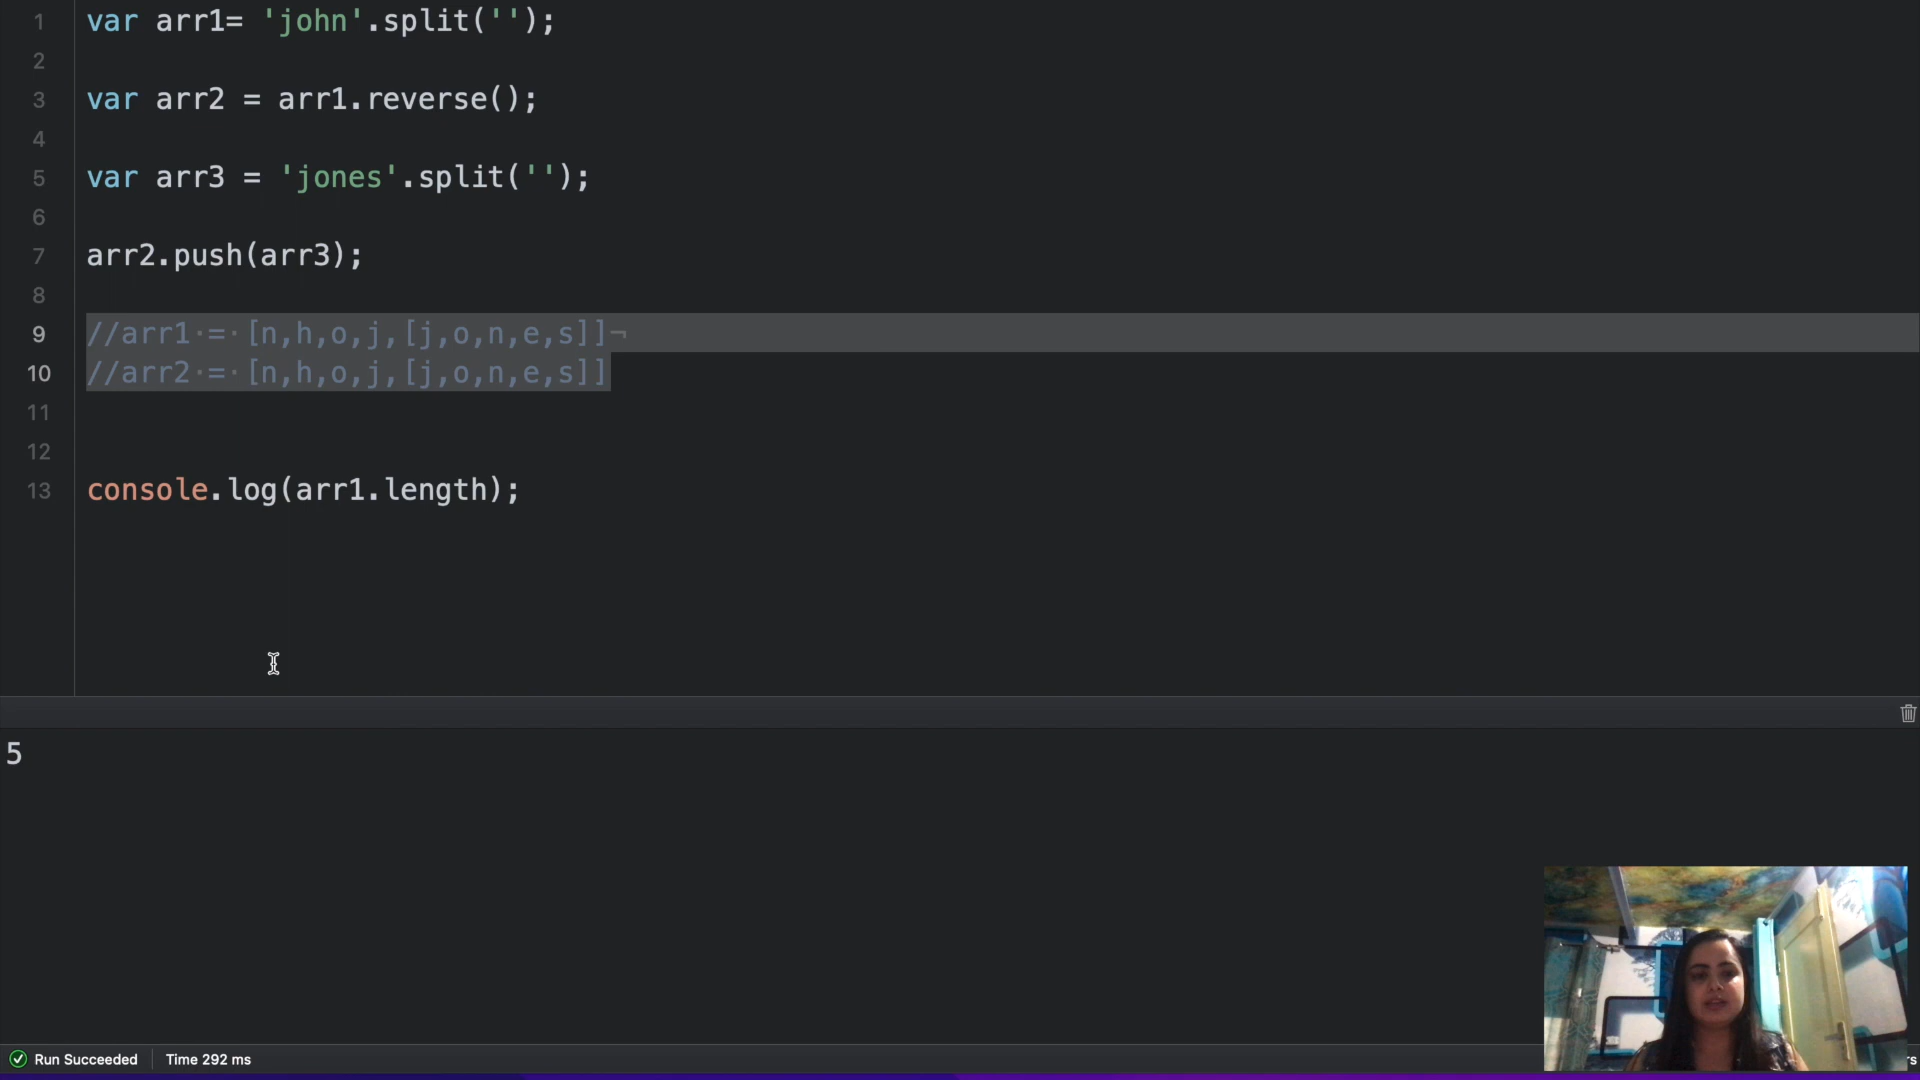 1 var arr1= 'john'.split('');
2
3 var arr2 = arr1.reverse();
4
5 var arr3 = 'jones'.split('');
6
7 arr2.push(arr3);
8
9 //arr1·=·[n,h,o,j,[j,o,n,e,s]]¬
10 //arr2·=·[n,h,o,j,[j,o,n,e,s]]
11
12
13 console.log(arr1.length);
5
Run Succeeded Time 292 ms